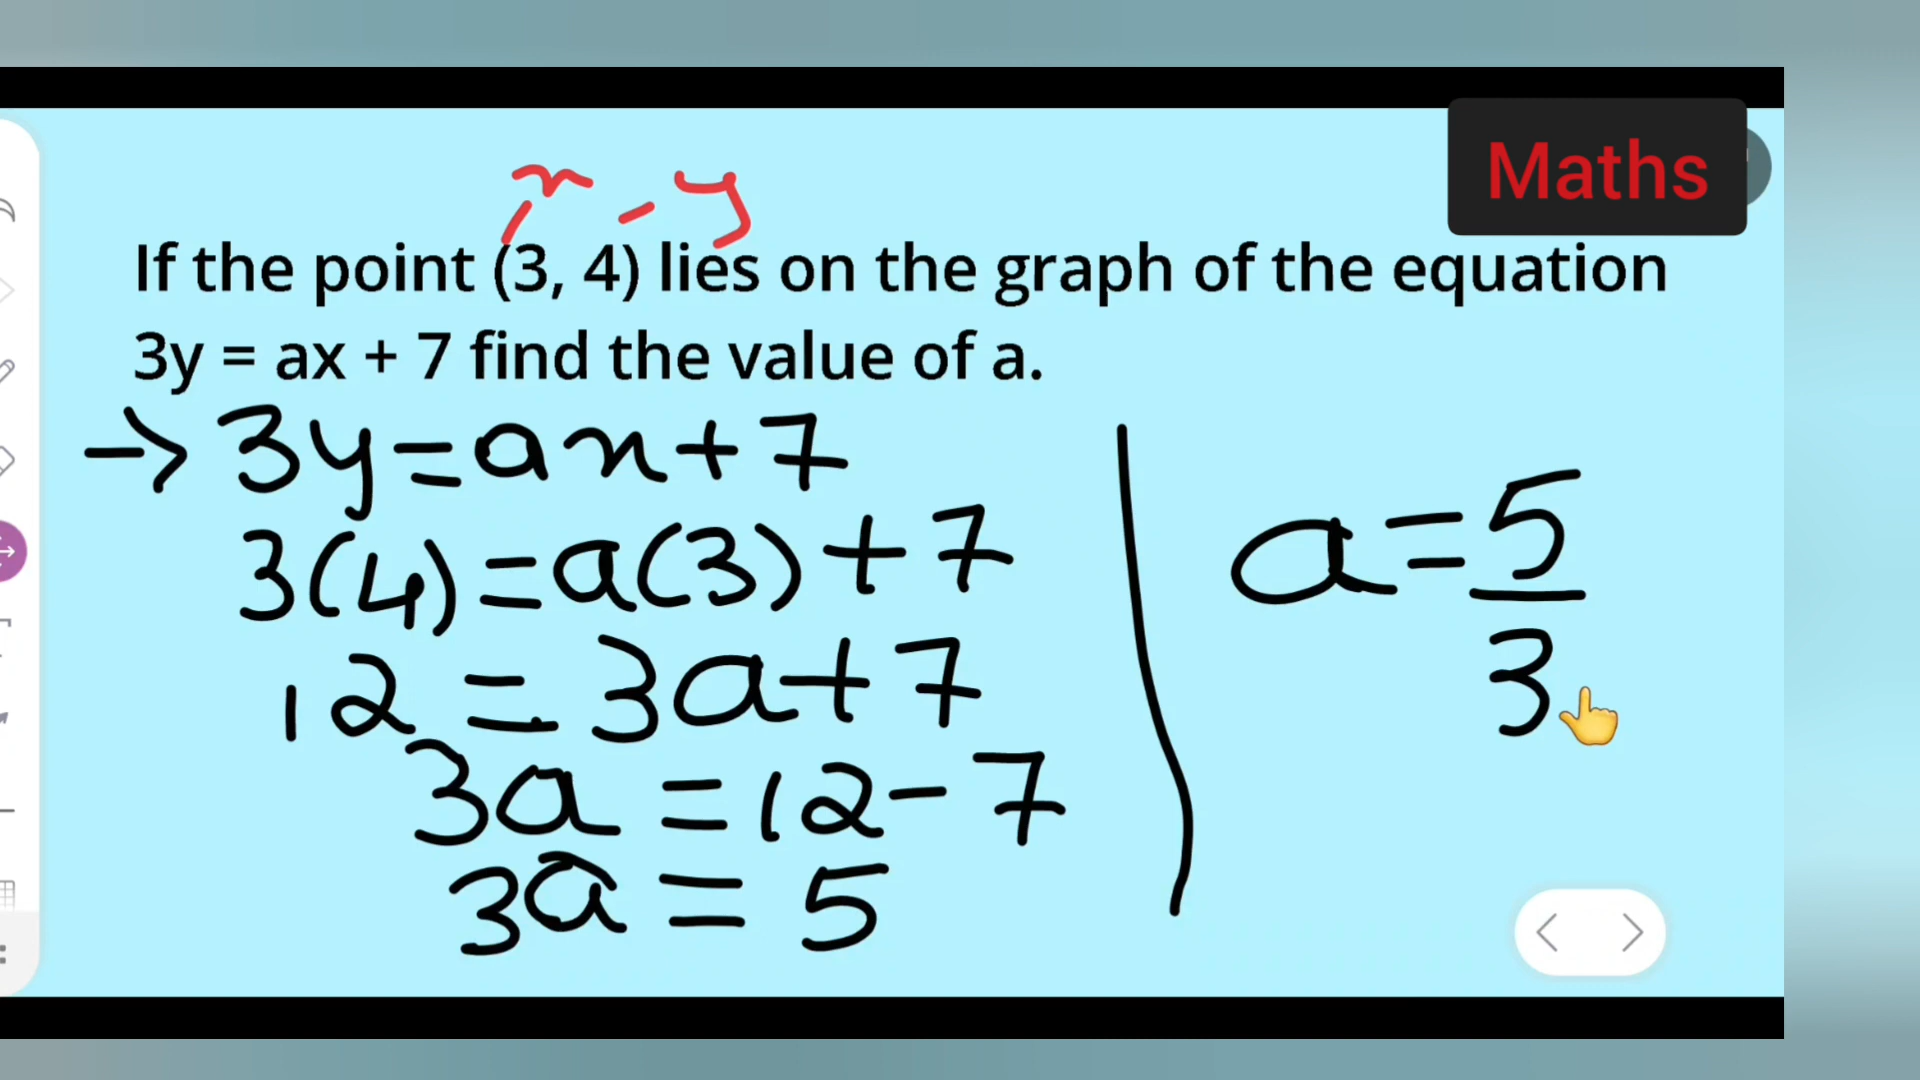 Maths
x - y
If the point (3, 4) lies on the graph of the equation
3y = ax + 7 find the value of a.
→ 3y=ax+7
3(4)=a(3)+7
12 = 3a+7
3a = 12-7
3a = 5
a = 5/3